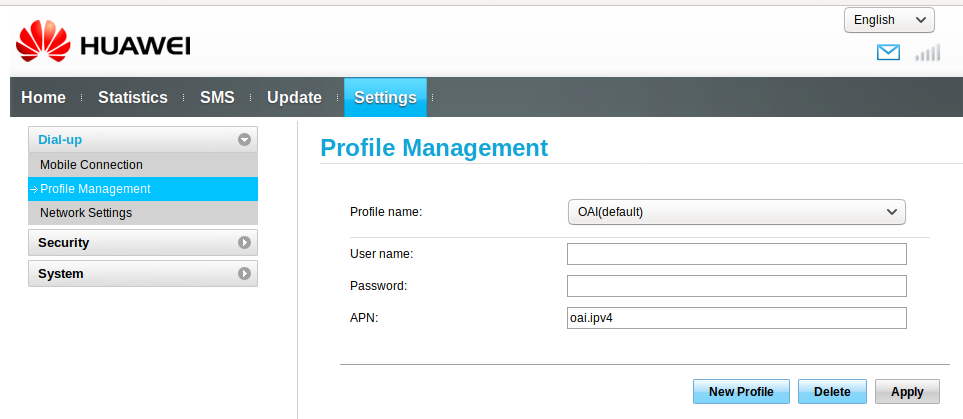 English
HUAWEI
Home Statistics SMS Update Settings
Dial-up
Mobile Connection
Profile Management
Network Settings
Security
System
Profile Management
Profile name: OAI(default)
User name:
Password:
APN: oai.ipv4
New Profile Delete Apply